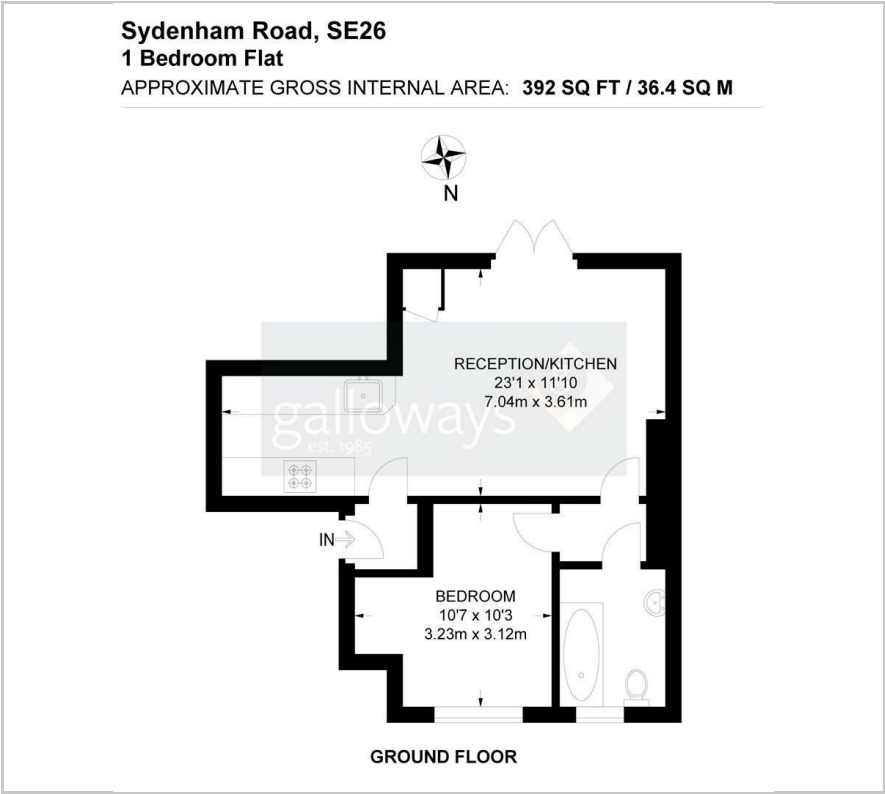 Sydenham Road, SE26
1 Bedroom Flat
APPROXIMATE GROSS INTERNAL AREA: 392 SQ FT / 36.4 SQ M
N
RECEPTION/KITCHEN
23'1 x 11'10
7.04m x 3.61m
galloways
est. 1985
IN
BEDROOM
10'7 x 10'3
3.23m x 3.12m
GROUND FLOOR